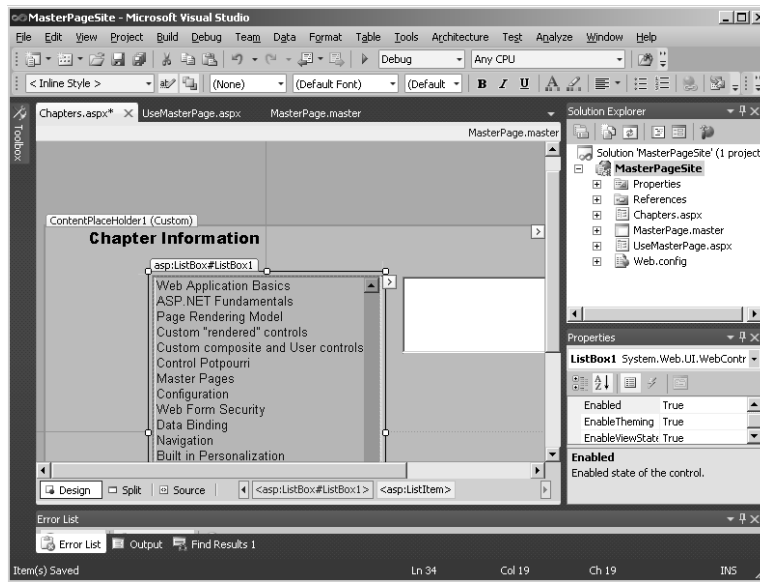 MasterPageSite - Microsoft Visual Studio
File Edit View Project Build Debug Team Data Format Table Tools Architecture Test Analyze Window Help
Debug Any CPU
< Inline Style > (None) (Default Font) (Default B I U A
Chapters.aspx* X UseMasterPage.aspx MasterPage.master
Toolbox
MasterPage.master
ContentPlaceHolder1 (Custom)
Chapter Information
asp:ListBox#ListBox1
Web Application Basics
ASP.NET Fundamentals
Page Rendering Model
Custom "rendered" controls
Custom composite and User controls
Control Potpourri
Master Pages
Configuration
Web Form Security
Data Binding
Navigation
Built in Personalization
Design Split Source <asp:ListBox#ListBox1> <asp:ListItem>
Solution Explorer
Solution 'MasterPageSite' (1 project
MasterPageSite
Properties
References
Chapters.aspx
MasterPage.master
UseMasterPage.aspx
Web.config
Properties
ListBox1 System.Web.UI.WebContr
Enabled True
EnableTheming True
EnableViewState True
Enabled
Enabled state of the control.
Error List
Error List Output Find Results 1
Item(s) Saved Ln 34 Col 19 Ch 19 INS